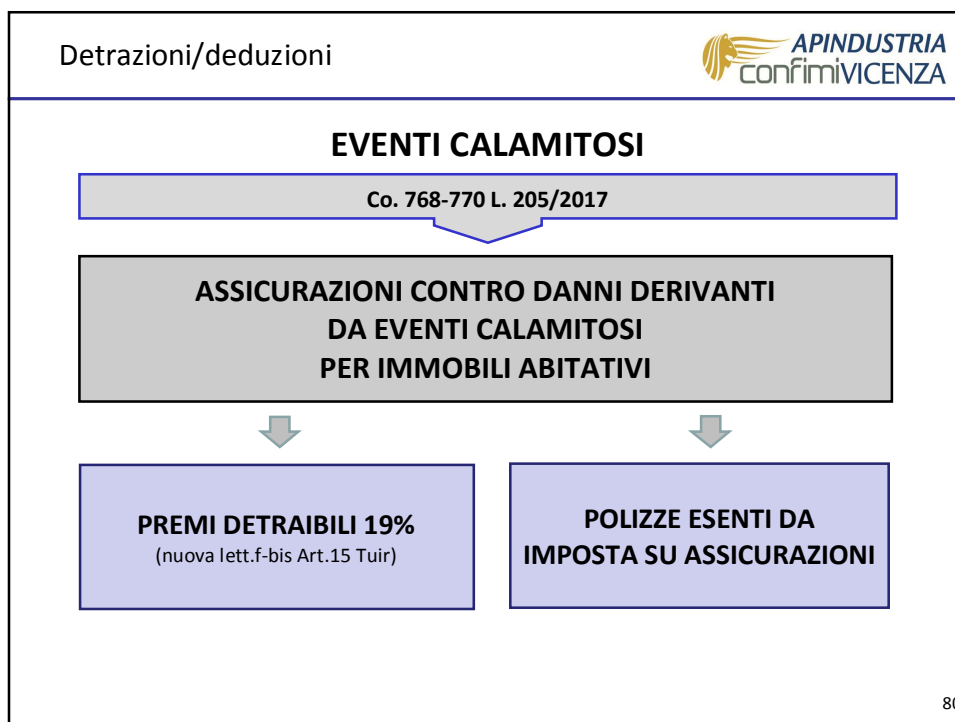 Detrazioni/deduzioni
APINDUSTRIA
confimiVICENZA
EVENTI CALAMITOSI
Co. 768-770 L. 205/2017
ASSICURAZIONI CONTRO DANNI DERIVANTI
DA EVENTI CALAMITOSI
PER IMMOBILI ABITATIVI
PREMI DETRAIBILI 19%
(nuova lett.f-bis Art.15 Tuir)
POLIZZE ESENTI DA
IMPOSTA SU ASSICURAZIONI
80